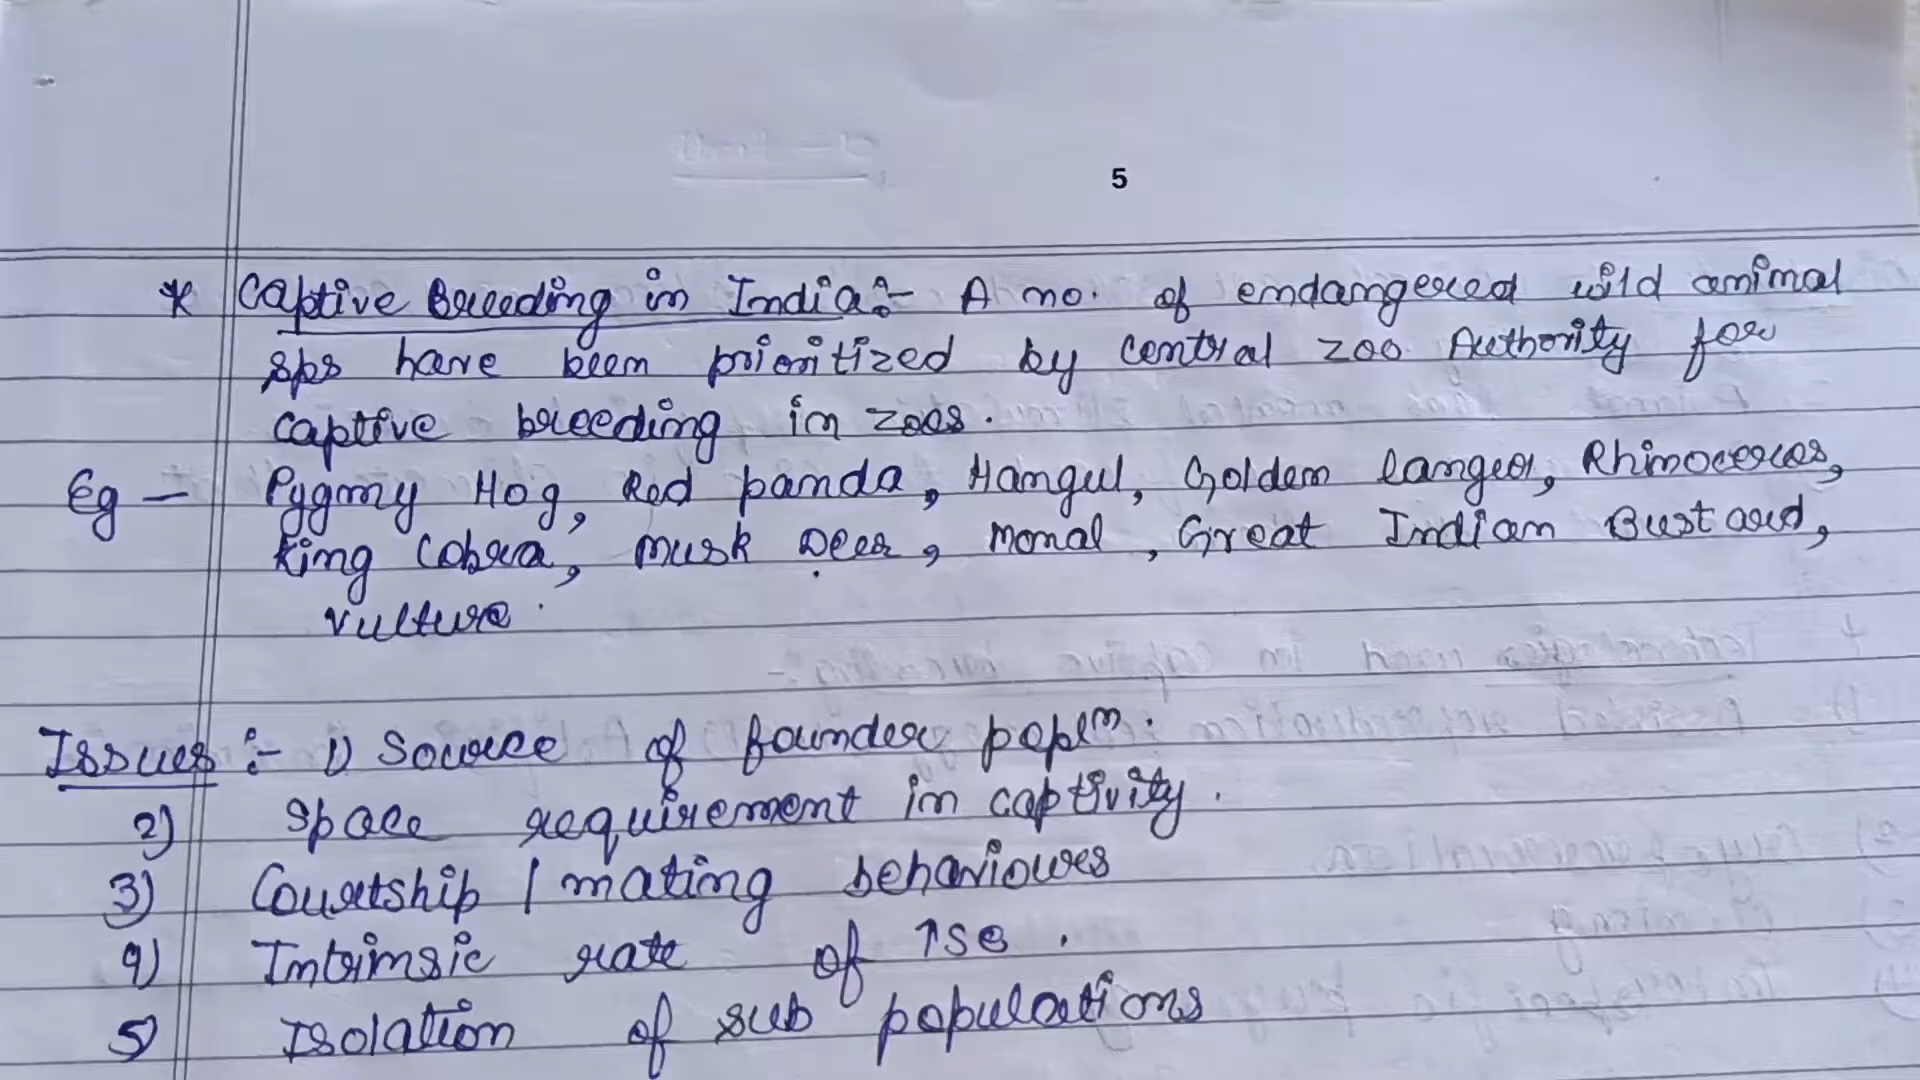 5
* Captive Breeding in India:- A no. of endangered wild animal
sps have been prioritized by Central Zoo Authority for
captive breeding in zoos.
Eg - Pygmy Hog, Red panda, Hangul, Golden langer, Rhinoceros,
King Cobra, Musk Deer, Monal, Great Indian Bustard,
Vulture.
Issues :- 1) Source of founder popln.
2) Space requirement in captivity.
3) Courtship / mating behaviours
4) Intrinsic rate of ↑se.
5) Isolation of sub populations